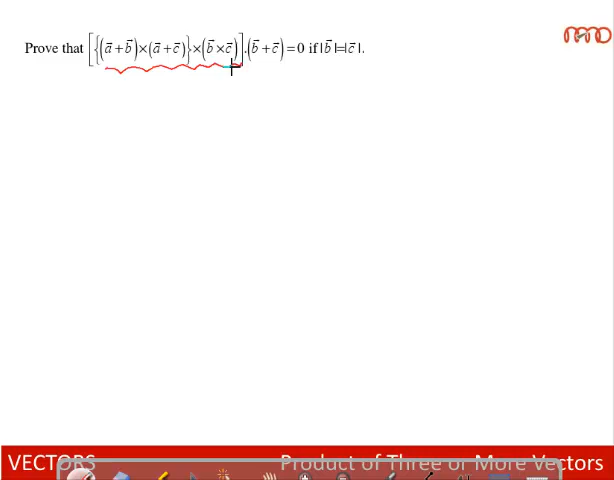 Prove that [{(a⃗ + b⃗) × (a⃗ + c⃗)} × (b⃗ × c⃗)] . (b⃗ + c⃗) = 0 if | b⃗ |=| c⃗ |.
VECTORS Product of Three or More Vectors